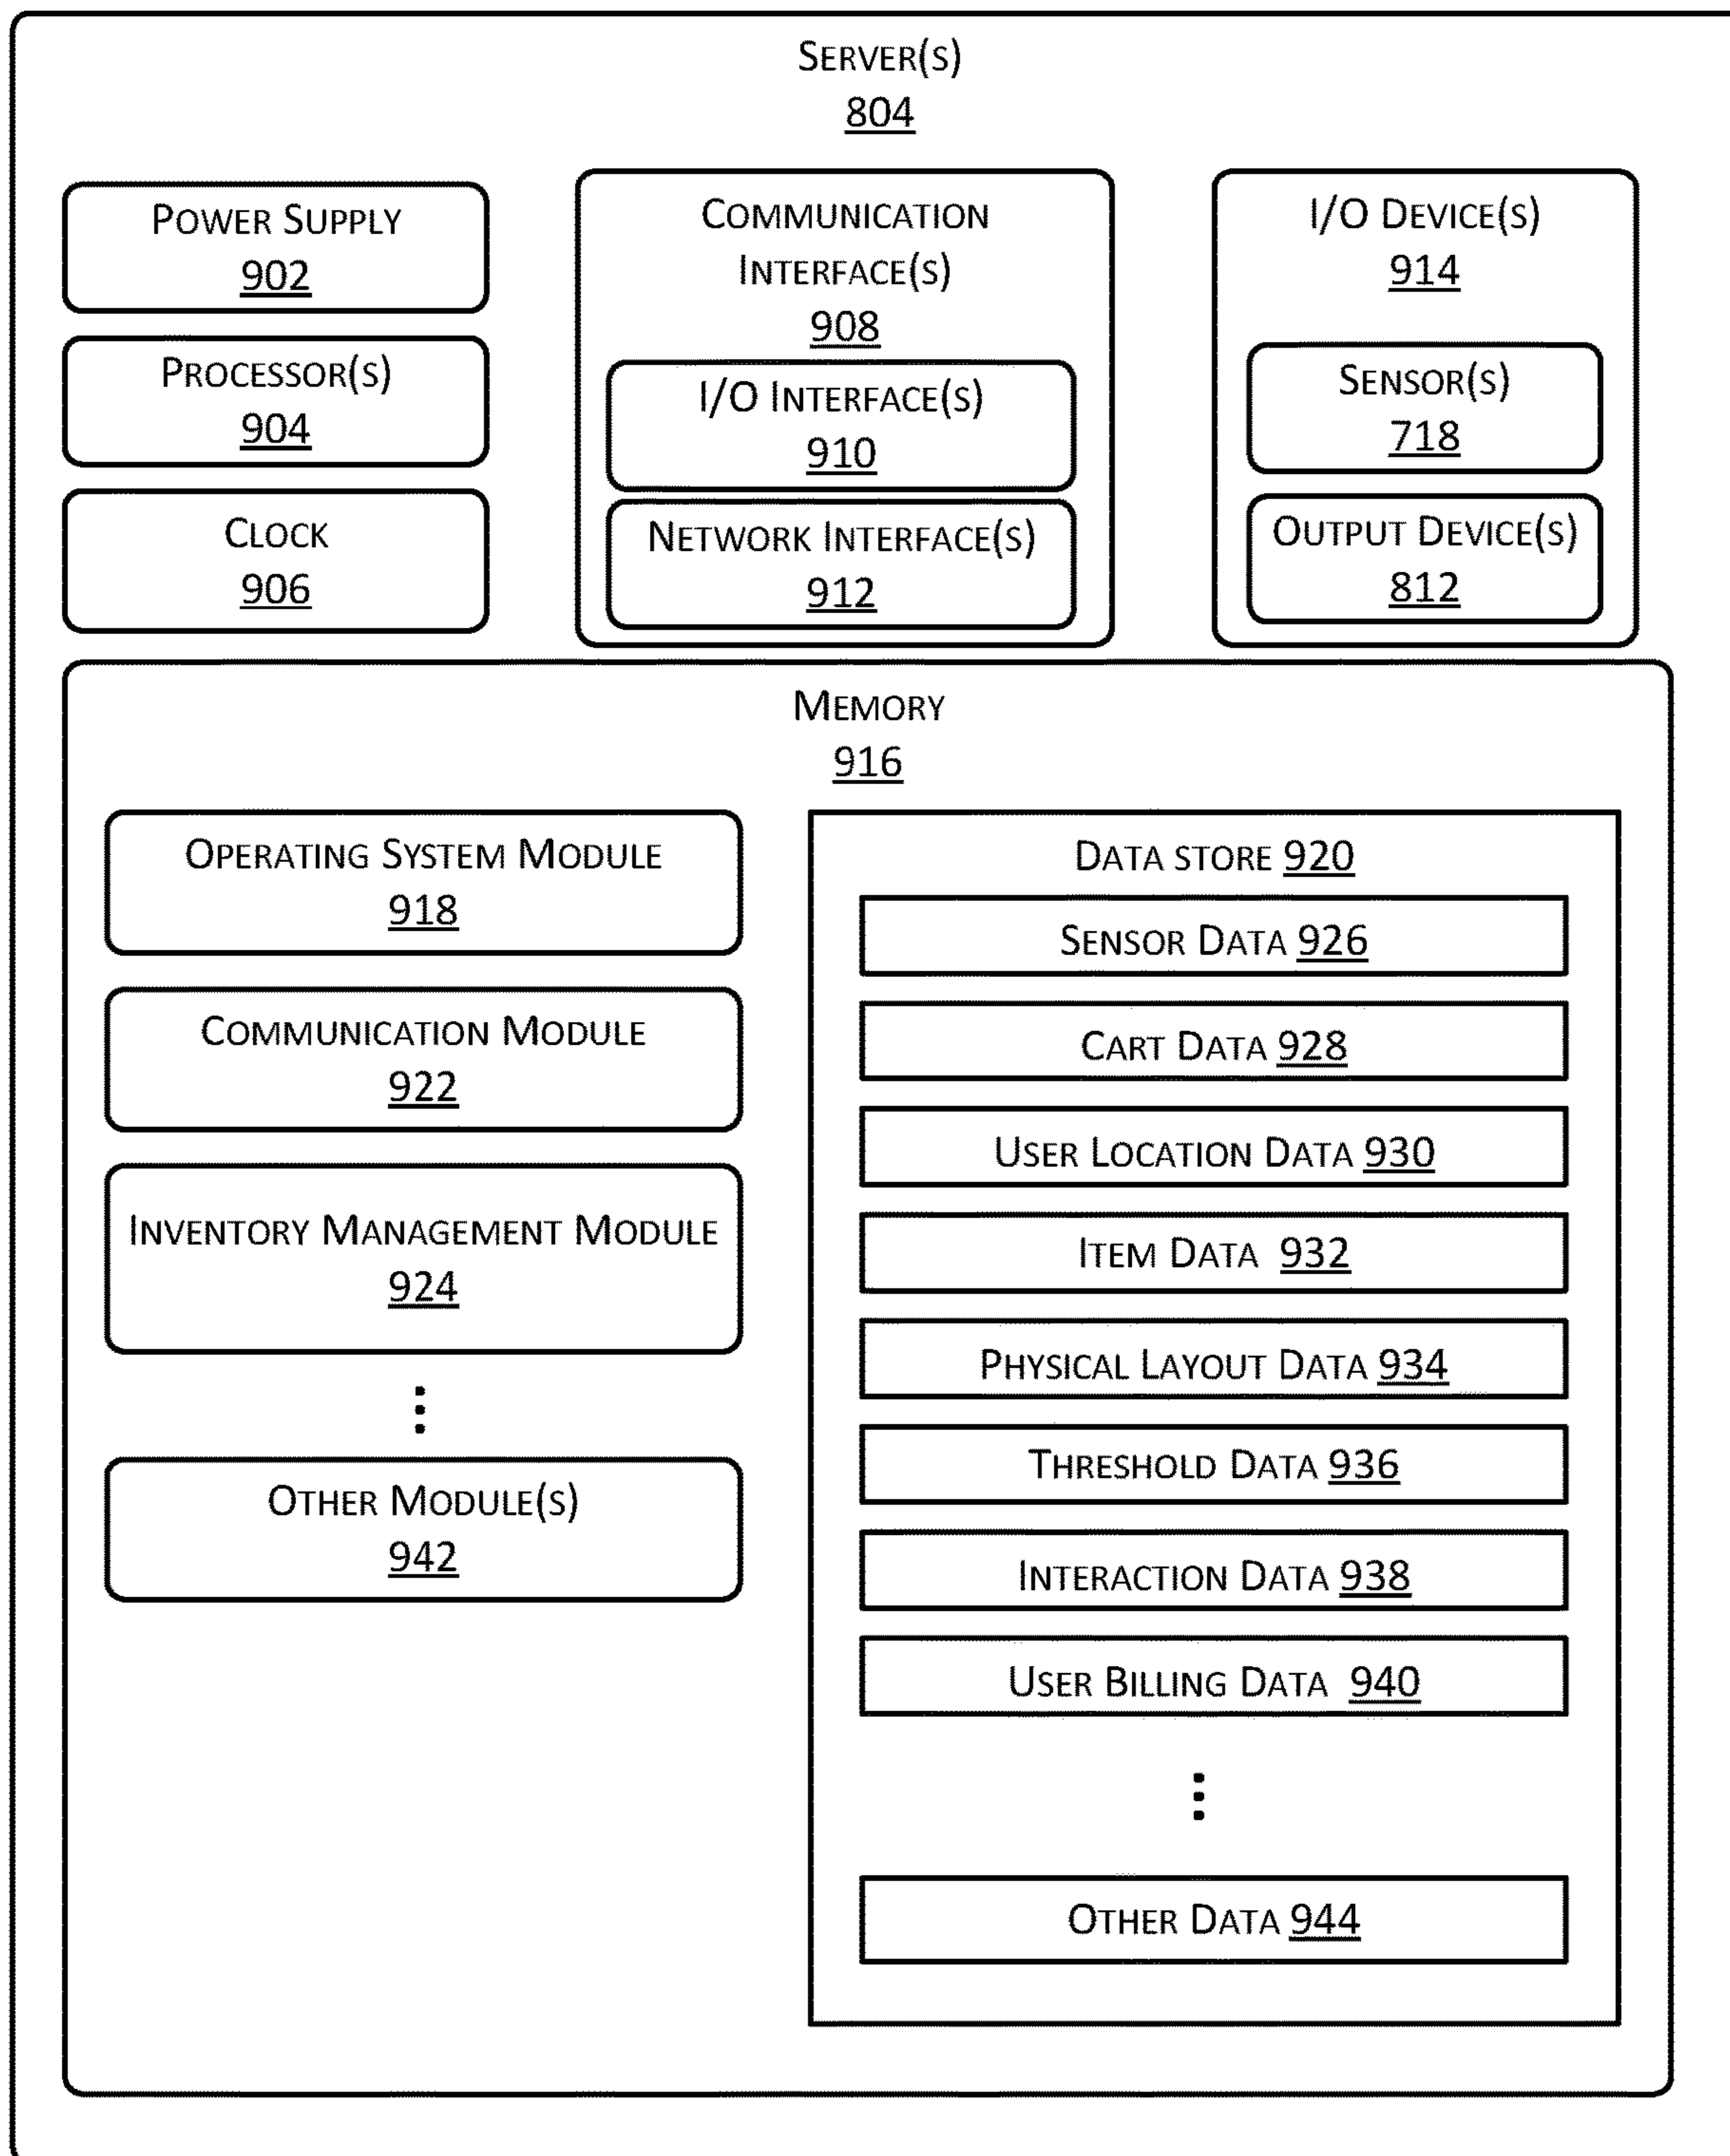 SERVER(S)
804
POWER SUPPLY
902
PROCESSOR(S)
904
CLOCK
906
COMMUNICATION
INTERFACE(S)
908
I/O INTERFACE(S)
910
NETWORK INTERFACE(S)
912
I/O DEVICE(S)
914
SENSOR(S)
718
OUTPUT DEVICE(S)
812
MEMORY
916
OPERATING SYSTEM MODULE
918
COMMUNICATION MODULE
922
INVENTORY MANAGEMENT MODULE
924
OTHER MODULE(S)
942
DATA STORE 920
SENSOR DATA 926
CART DATA 928
USER LOCATION DATA 930
ITEM DATA 932
PHYSICAL LAYOUT DATA 934
THRESHOLD DATA 936
INTERACTION DATA 938
USER BILLING DATA 940
OTHER DATA 944